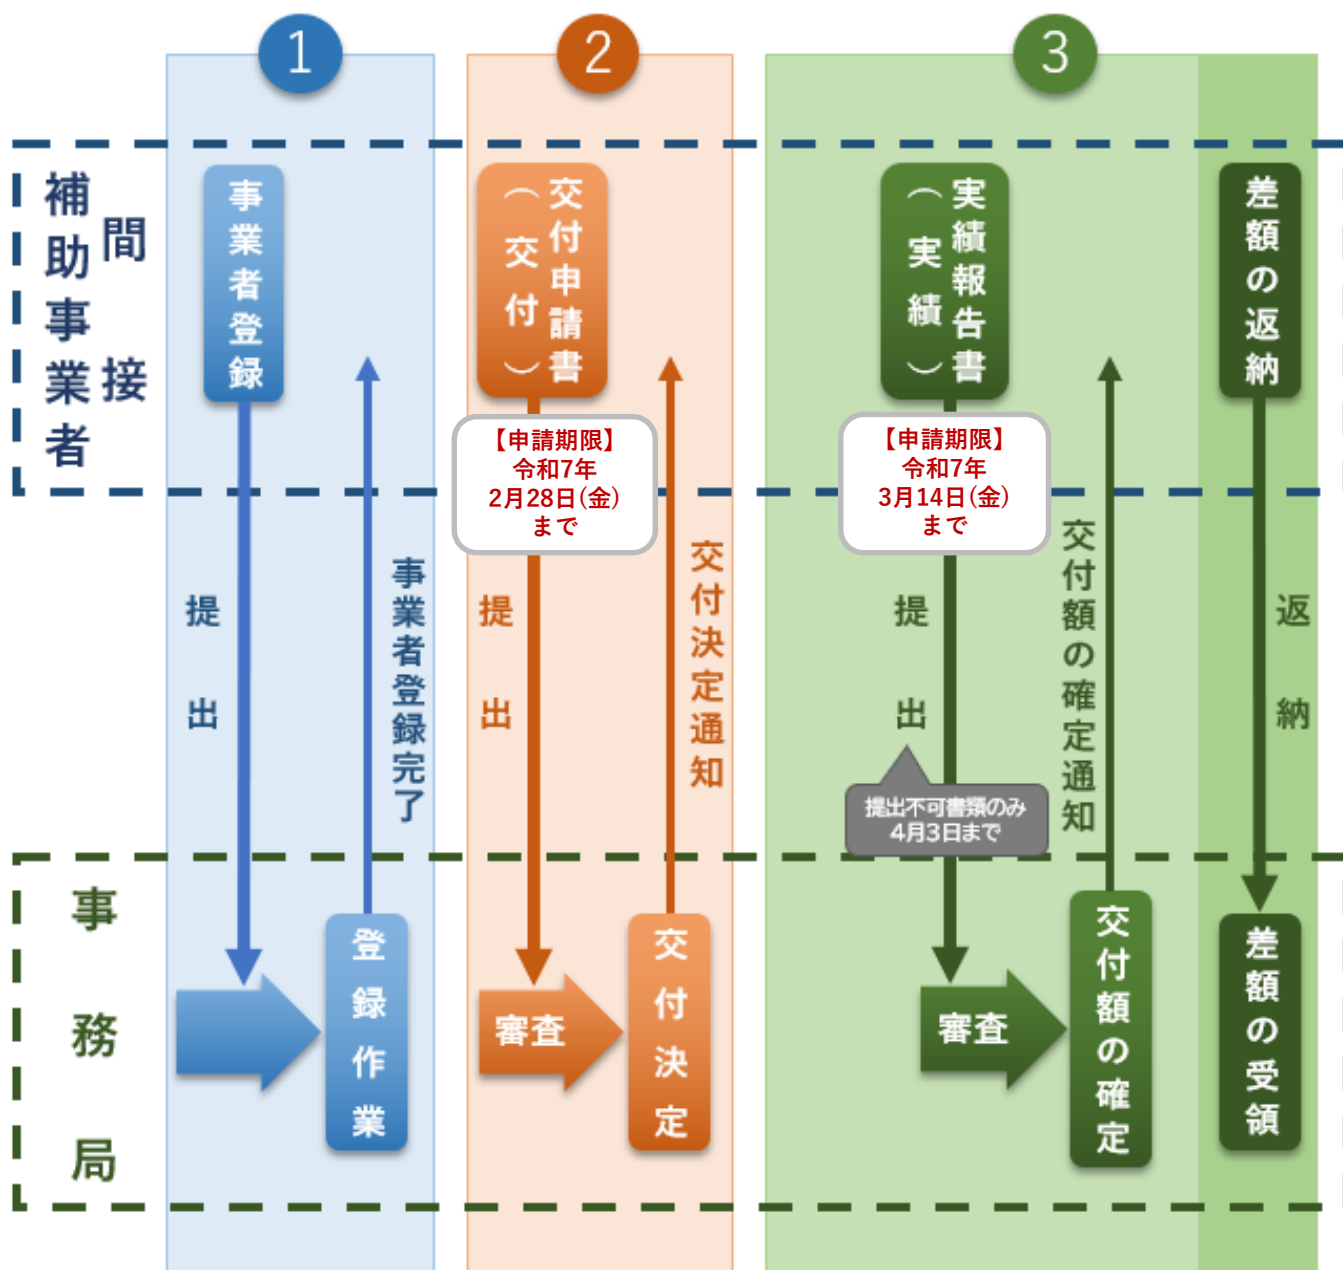 1
2
3
間接
補助事業者
事業者登録
交付申請書
（交付）
実績報告書
（実績）
差額の返納
【申請期限】
令和7年
2月28日(金)
まで
【申請期限】
令和7年
3月14日(金)
まで
提出
事業者登録完了
提出
交付決定通知
提出
交付額の確定通知
返納
提出不可書類のみ
4月3日まで
事務局
登録作業
審査
交付決定
審査
交付額の確定
差額の受領